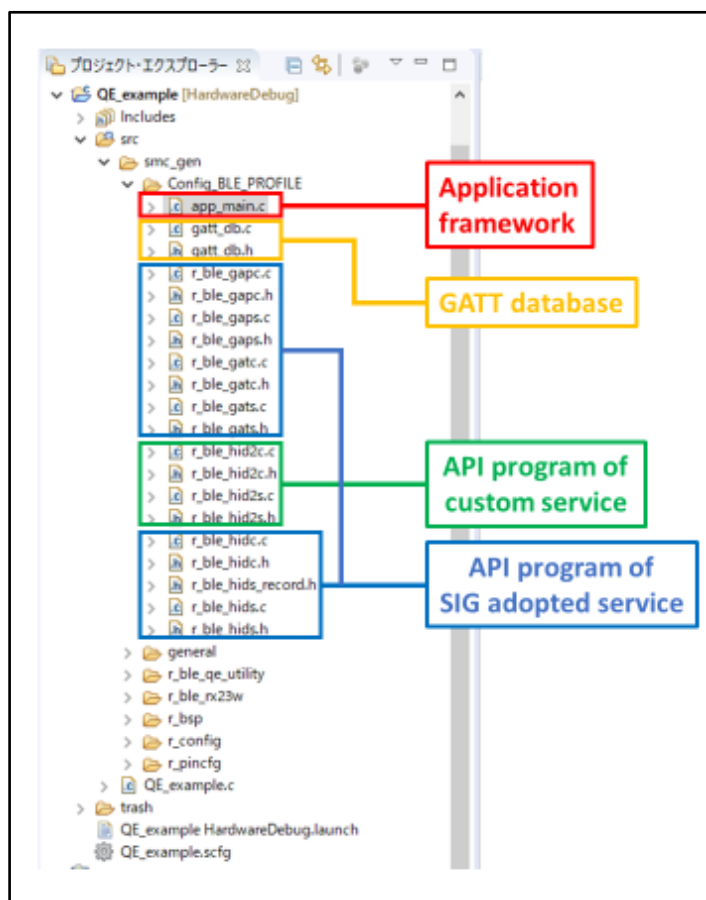 プロジェクト・エクスプローラー
QE_example [HardwareDebug]
Includes
src
smc_gen
Config_BLE_PROFILE
app_main.c
gatt_db.c
gatt_db.h
r_ble_gapc.c
r_ble_gapc.h
r_ble_gaps.c
r_ble_gaps.h
r_ble_gatc.c
r_ble_gatc.h
r_ble_gats.c
r_ble_gats.h
r_ble_hid2c.c
r_ble_hid2c.h
r_ble_hid2s.c
r_ble_hid2s.h
r_ble_hidc.c
r_ble_hidc.h
r_ble_hids_record.h
r_ble_hids.c
r_ble_hids.h
general
r_ble_qe_utility
r_ble_rx23w
r_bsp
r_config
r_pincfg
QE_example.c
trash
QE_example HardwareDebug.launch
QE_example.scfg
Application
framework
GATT database
API program of
custom service
API program of
SIG adopted service